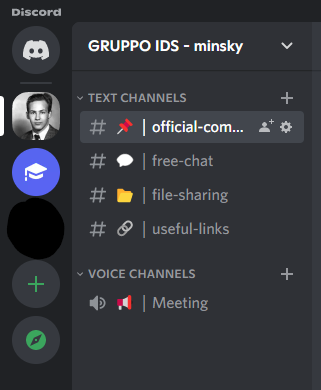 Discord
GRUPPO IDS - minsky
TEXT CHANNELS
# 📌 | official-com...
# 💬 | free-chat
# 📁 | file-sharing
# 🔗 | useful-links
VOICE CHANNELS
📢 | Meeting